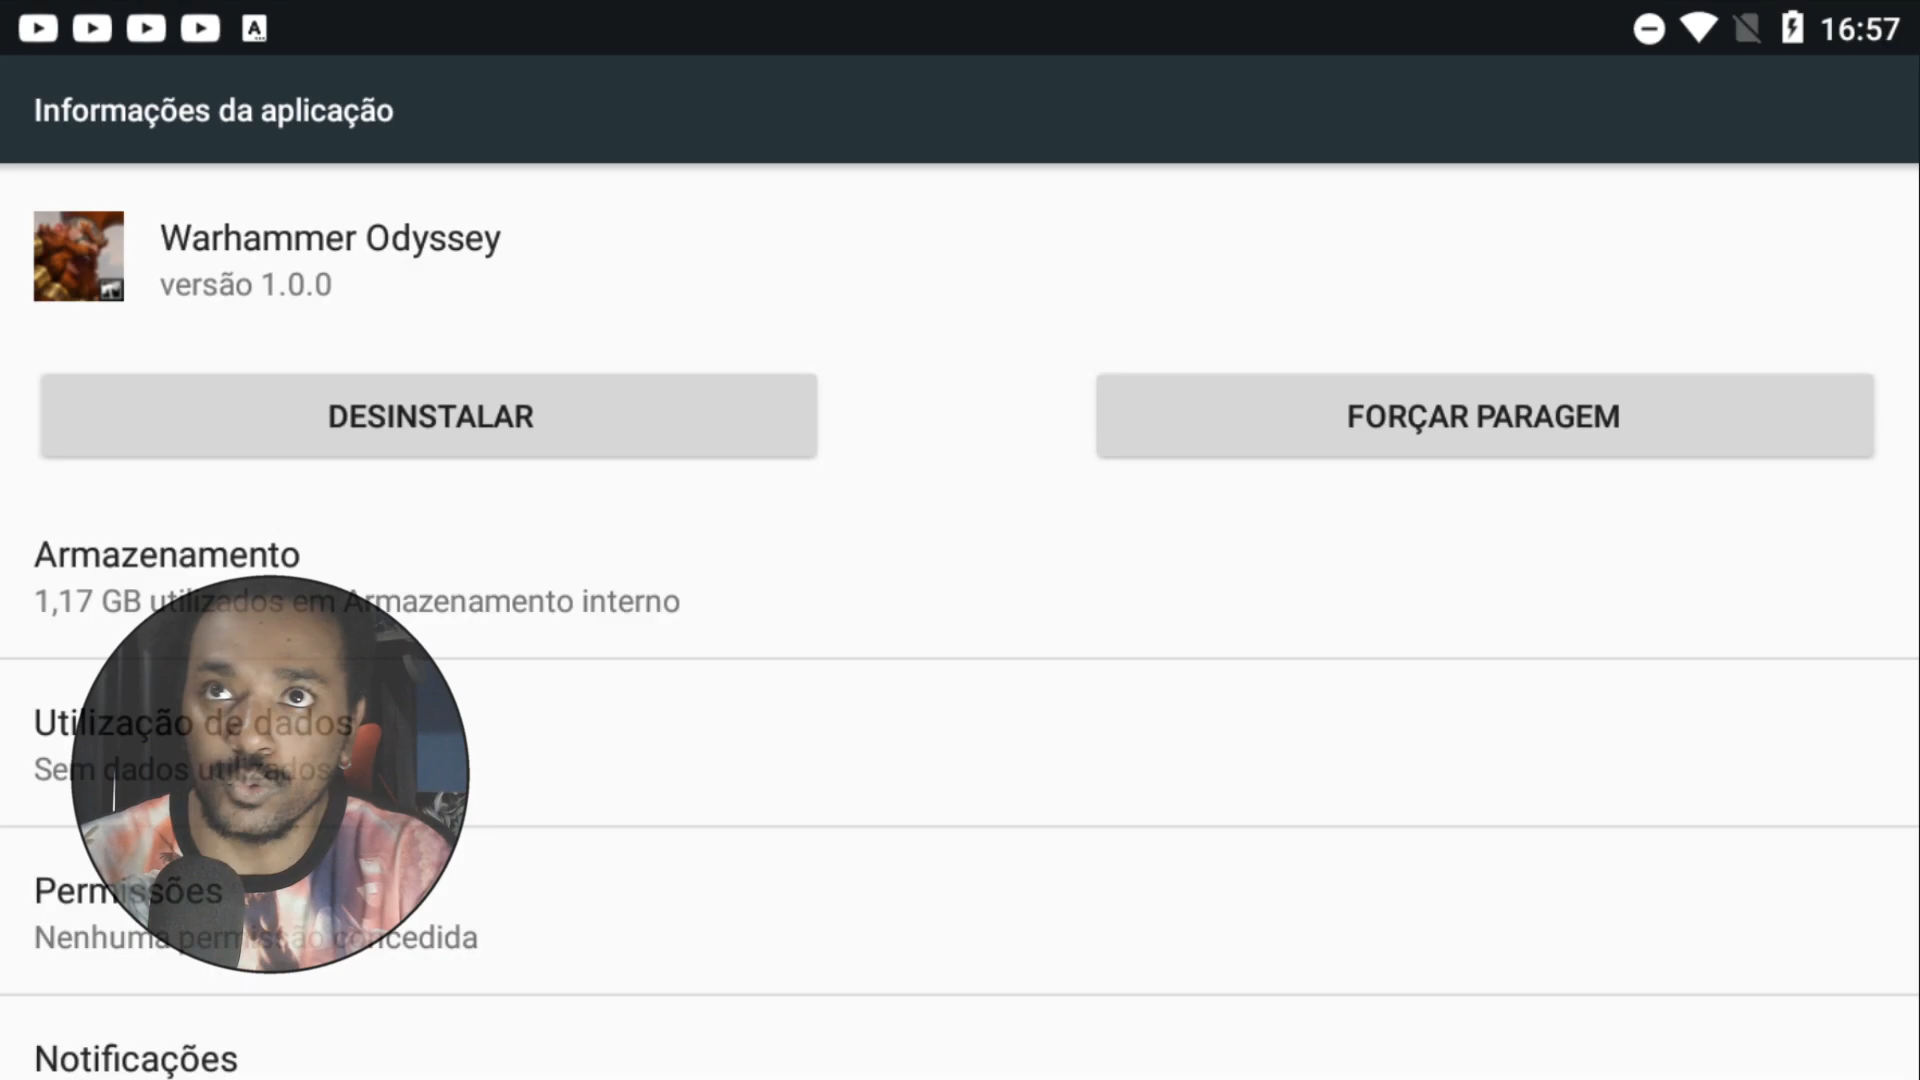 16:57
Informações da aplicação
Warhammer Odyssey
versão 1.0.0
DESINSTALAR
FORÇAR PARAGEM
Armazenamento
1,17 GB utilizados em Armazenamento interno
Utilização de dados
Sem dados utilizados
Permissões
Nenhuma permissão concedida
Notificações